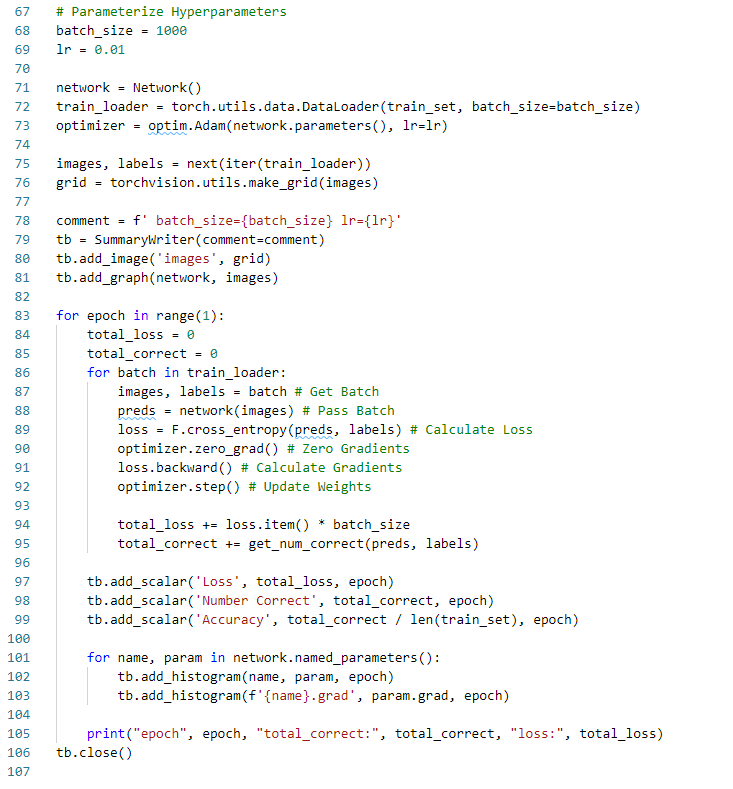 67 # Parameterize Hyperparameters
68 batch_size = 1000
69 lr = 0.01
70
71 network = Network()
72 train_loader = torch.utils.data.DataLoader(train_set, batch_size=batch_size)
73 optimizer = optim.Adam(network.parameters(), lr=lr)
74
75 images, labels = next(iter(train_loader))
76 grid = torchvision.utils.make_grid(images)
77
78 comment = f' batch_size={batch_size} lr={lr}'
79 tb = SummaryWriter(comment=comment)
80 tb.add_image('images', grid)
81 tb.add_graph(network, images)
82
83 for epoch in range(1):
84     total_loss = 0
85     total_correct = 0
86     for batch in train_loader:
87         images, labels = batch # Get Batch
88         preds = network(images) # Pass Batch
89         loss = F.cross_entropy(preds, labels) # Calculate Loss
90         optimizer.zero_grad() # Zero Gradients
91         loss.backward() # Calculate Gradients
92         optimizer.step() # Update Weights
93
94         total_loss += loss.item() * batch_size
95         total_correct += get_num_correct(preds, labels)
96
97     tb.add_scalar('Loss', total_loss, epoch)
98     tb.add_scalar('Number Correct', total_correct, epoch)
99     tb.add_scalar('Accuracy', total_correct / len(train_set), epoch)
100
101     for name, param in network.named_parameters():
102         tb.add_histogram(name, param, epoch)
103         tb.add_histogram(f'{name}.grad', param.grad, epoch)
104
105     print("epoch", epoch, "total_correct:", total_correct, "loss:", total_loss)
106 tb.close()
107